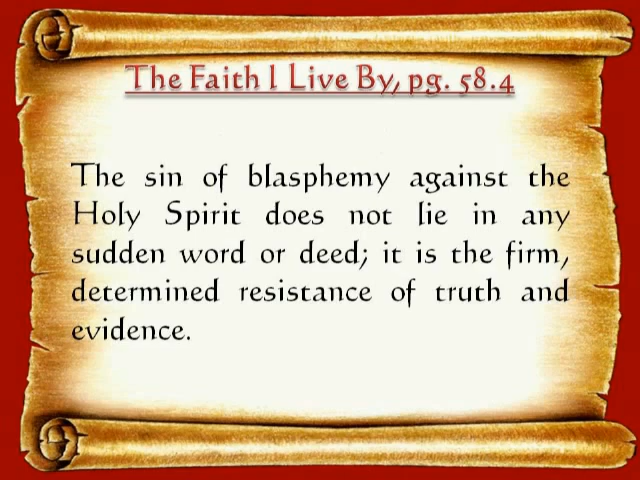 The Faith I Live By, pg. 58.4
The sin of blasphemy against the
Holy Spirit does not lie in any
sudden word or deed; it is the firm,
determined resistance of truth and
evidence.